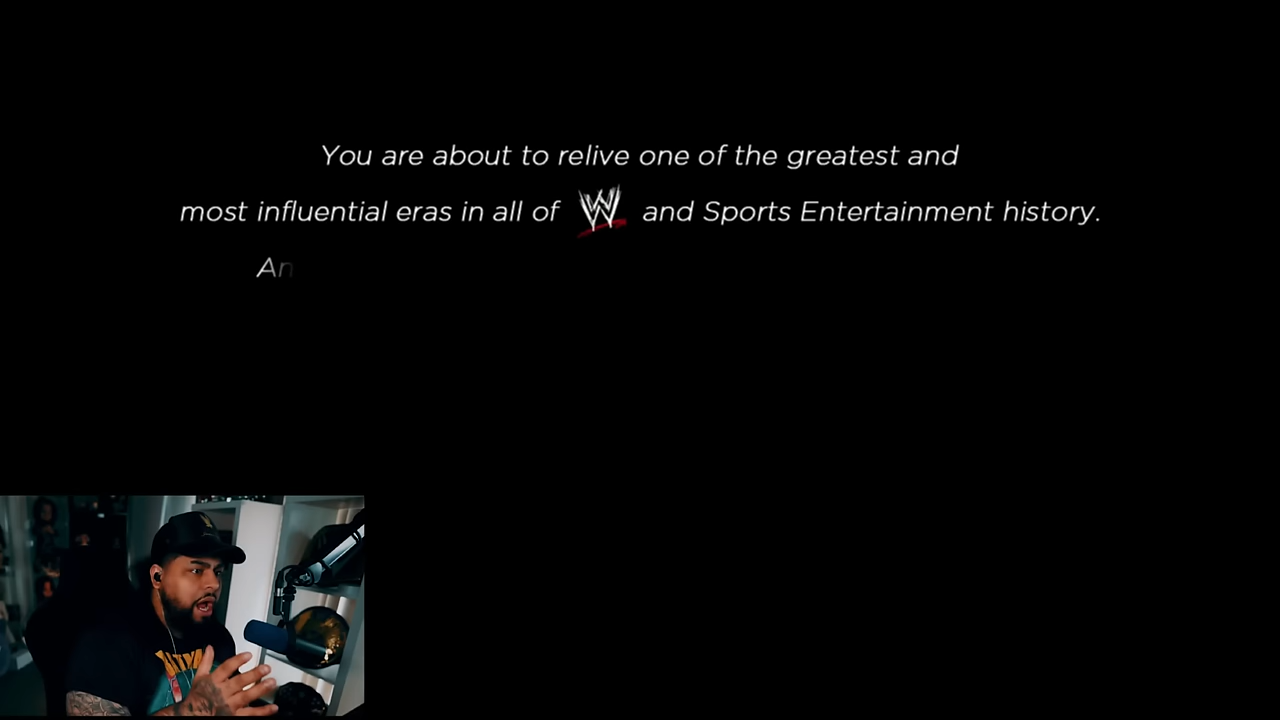 You are about to relive one of the greatest and
most influential eras in all of W and Sports Entertainment history.
An